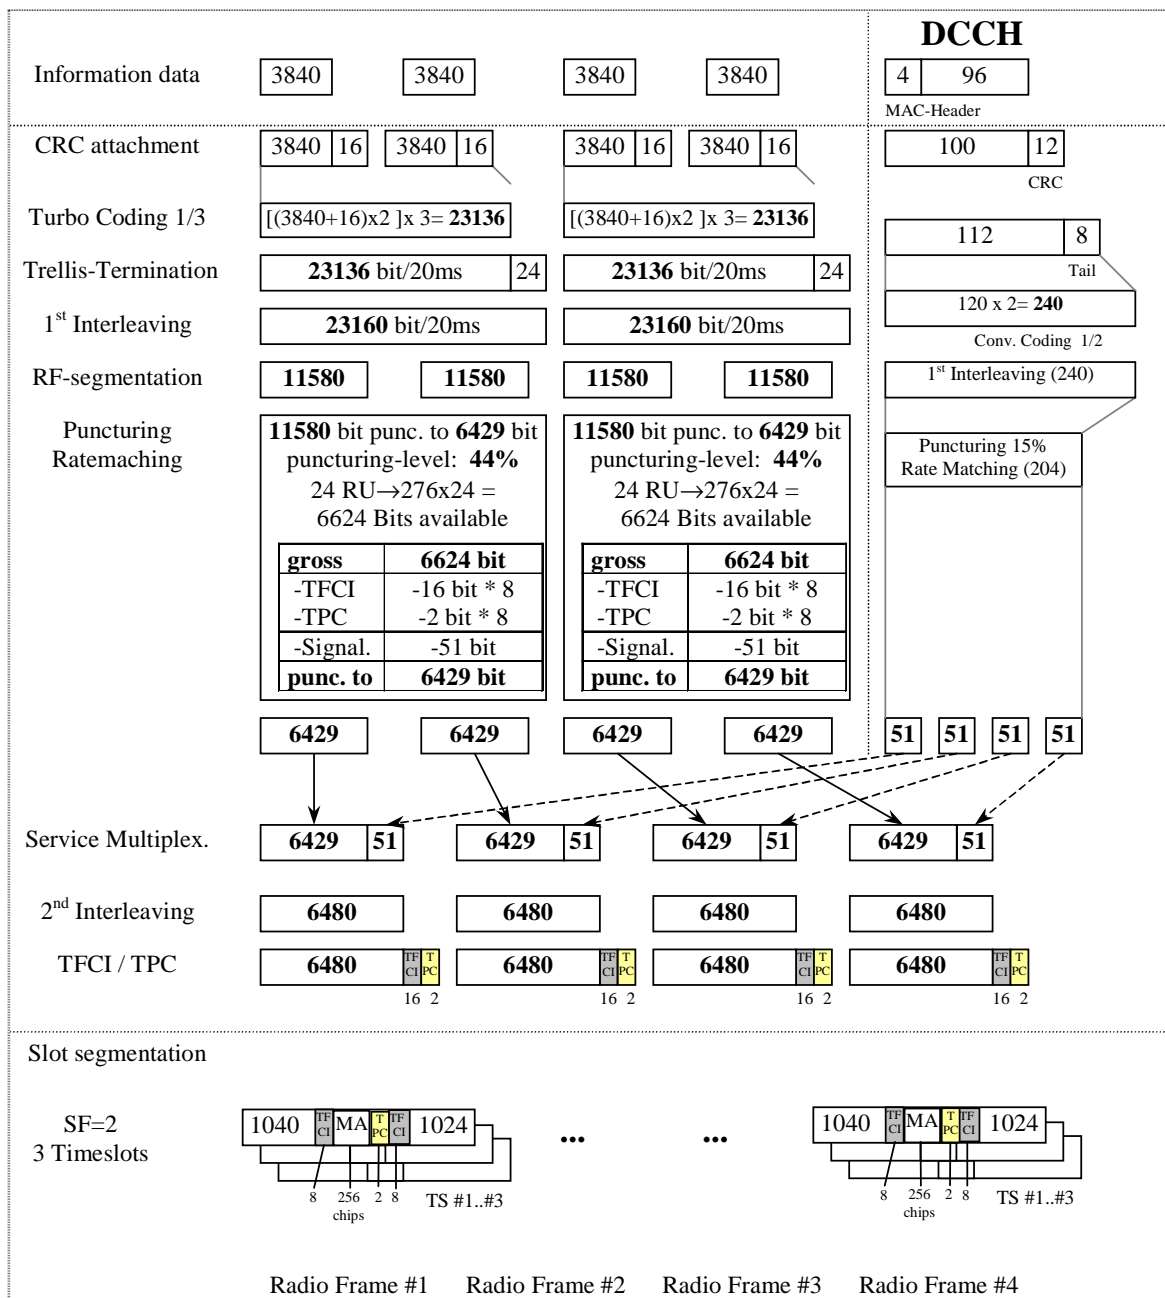 DCCH
Information data 3840 3840 3840 3840 4 96
MAC-Header
CRC attachment 3840 16 3840 16 3840 16 3840 16 100 12
CRC
Turbo Coding 1/3 [(3840+16)x2 ]x 3= 23136 [(3840+16)x2 ]x 3= 23136
112 8
Tail
Trellis-Termination 23136 bit/20ms 24 23136 bit/20ms 24
120 x 2= 240
1st Interleaving 23160 bit/20ms 23160 bit/20ms
Conv. Coding 1/2
RF-segmentation 11580 11580 11580 11580 1st Interleaving (240)
Puncturing 11580 bit punc. to 6429 bit 11580 bit punc. to 6429 bit
Ratemaching puncturing-level: 44% puncturing-level: 44%
Puncturing 15%
Rate Matching (204)
24 RU→276x24 = 24 RU→276x24 =
6624 Bits available 6624 Bits available
gross 6624 bit gross 6624 bit
-TFCI -16 bit * 8 -TFCI -16 bit * 8
-TPC -2 bit * 8 -TPC -2 bit * 8
-Signal. -51 bit -Signal. -51 bit
punc. to 6429 bit punc. to 6429 bit
6429 6429 6429 6429 51 51 51 51
Service Multiplex. 6429 51 6429 51 6429 51 6429 51
2nd Interleaving 6480 6480 6480 6480
TFCI / TPC 6480 TF CI T PC 6480 TF CI T PC 6480 TF CI T PC 6480 TF CI T PC
16 2 16 2 16 2 16 2
Slot segmentation
SF=2
3 Timeslots
1040 TF CI MA T PC TF CI 1024 ... ... 1040 TF CI MA T PC TF CI 1024
8 256 2 8 TS #1..#3 8 256 2 8 TS #1..#3
chips chips
Radio Frame #1 Radio Frame #2 Radio Frame #3 Radio Frame #4